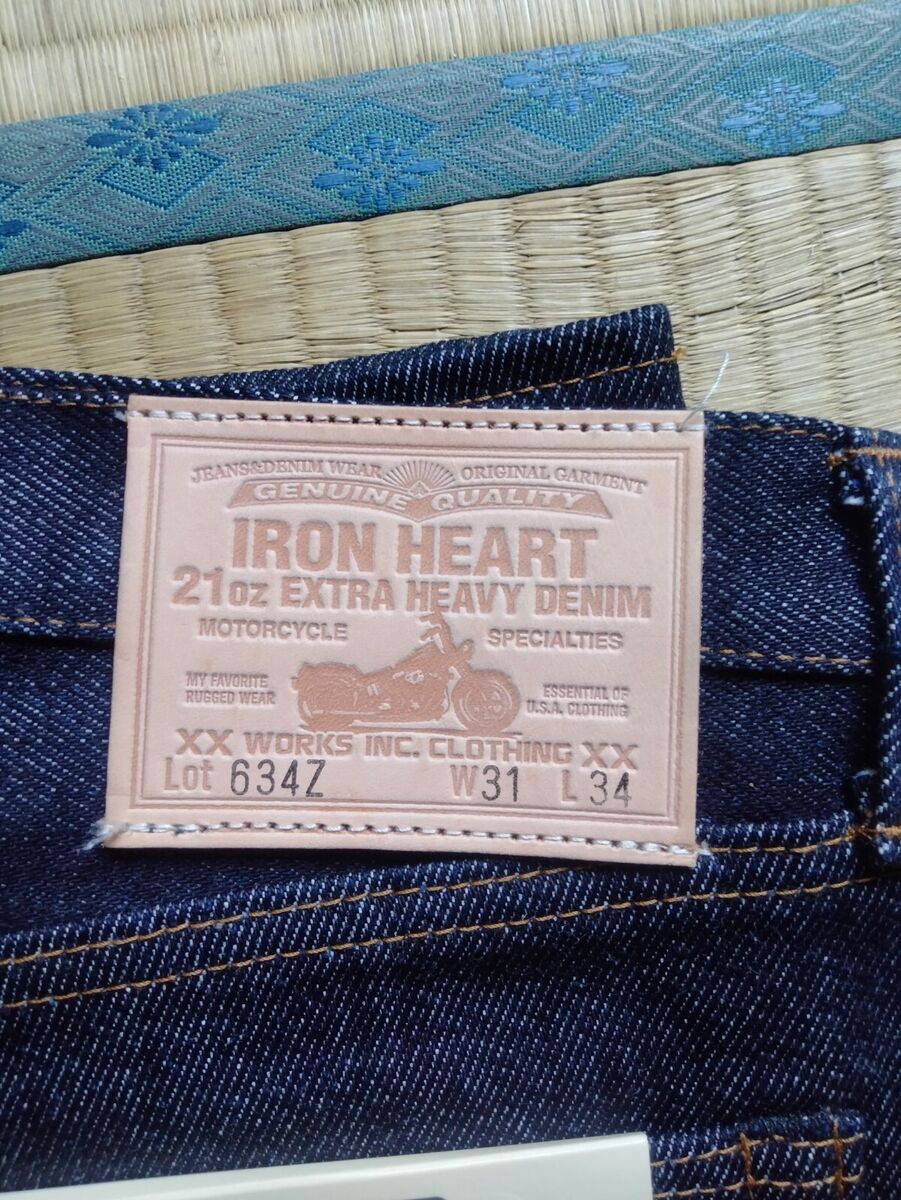 JEANS&DENIM WEAR ORIGINAL GARMENT
GENUINE QUALITY
IRON HEART
21oz EXTRA HEAVY DENIM
MOTORCYCLE SPECIALTIES
MY FAVORITE
RUGGED WEAR
ESSENTIAL OF
U.S.A. CLOTHING
XX WORKS INC. CLOTHING XX
Lot 634Z W31 L34